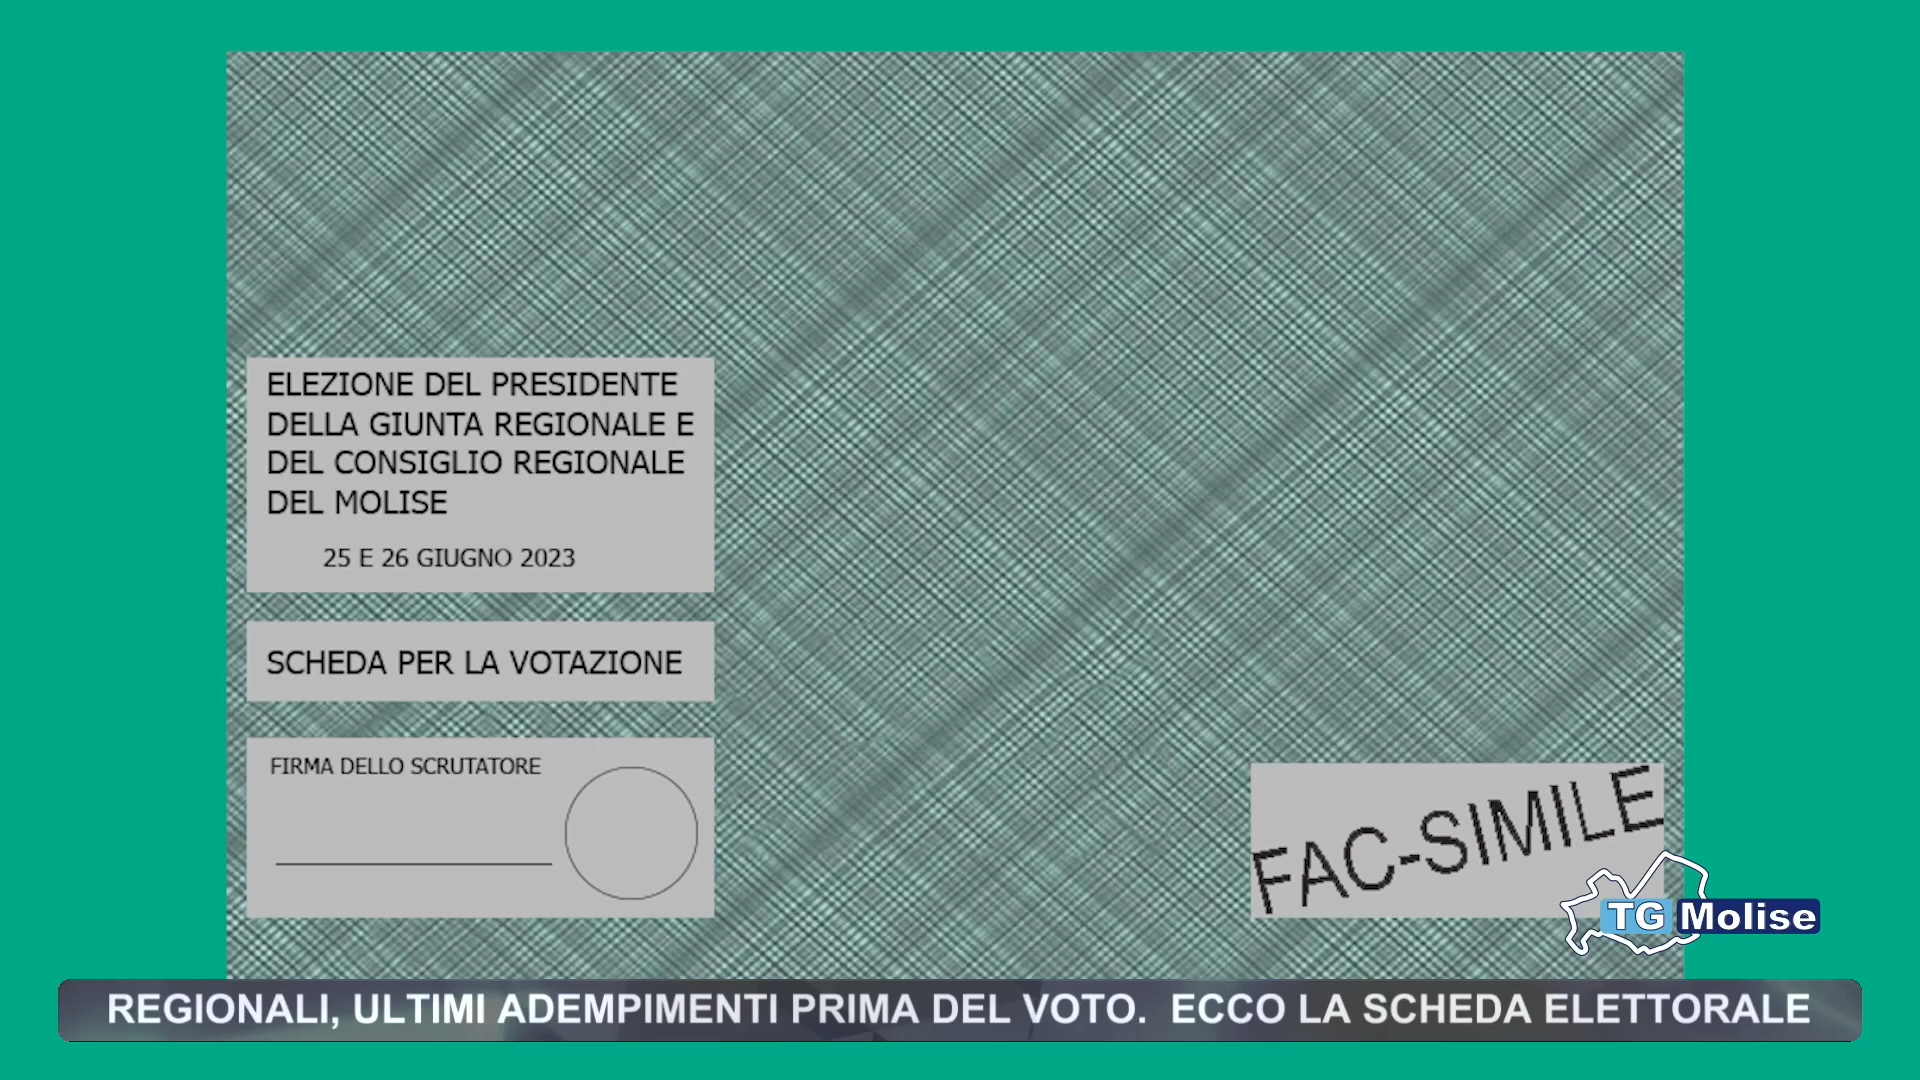 ELEZIONE DEL PRESIDENTE
DELLA GIUNTA REGIONALE E
DEL CONSIGLIO REGIONALE
DEL MOLISE
25 E 26 GIUGNO 2023
SCHEDA PER LA VOTAZIONE
FIRMA DELLO SCRUTATORE
FAC-SIMILE
TG Molise
REGIONALI, ULTIMI ADEMPIMENTI PRIMA DEL VOTO. ECCO LA SCHEDA ELETTORALE